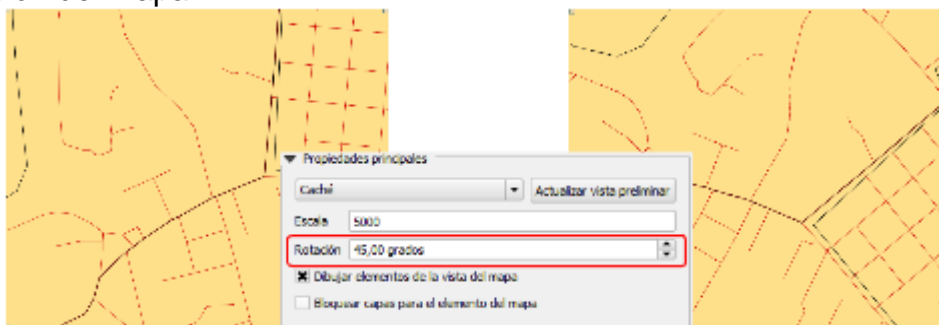 Propiedades principales
Caché
Actualizar vista preliminar
Escala 5000
Rotación 45,00 grados
Dibujar elementos de la vista del mapa
Bloquear capas para el elemento del mapa